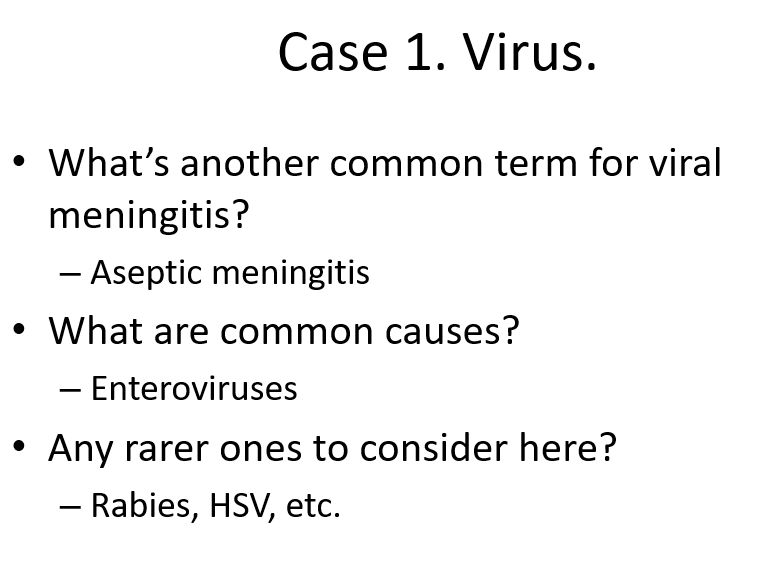 Case 1. Virus.
• What’s another common term for viral
meningitis?
– Aseptic meningitis
• What are common causes?
– Enteroviruses
• Any rarer ones to consider here?
– Rabies, HSV, etc.